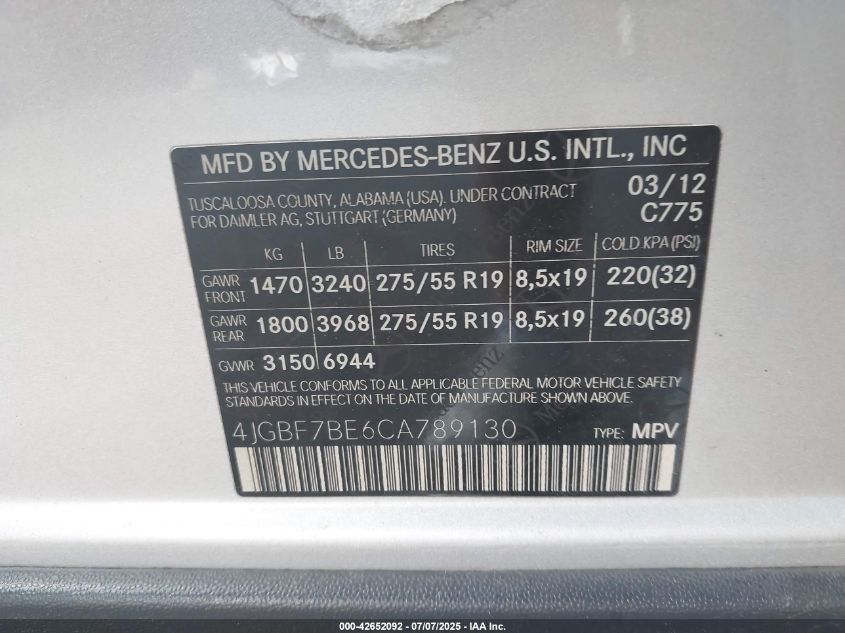 MFD BY MERCEDES-BENZ U.S. INTL., INC
TUSCALOOSA COUNTY, ALABAMA (USA). UNDER CONTRACT 03/12
FOR DAIMLER AG, STUTTGART (GERMANY) C775
KG LB TIRES RIM SIZE COLD KPA (PSI)
GAWR FRONT 1470 3240 275/55 R19 8,5x19 220(32)
GAWR REAR 1800 3968 275/55 R19 8,5x19 260(38)
GVWR 3150 6944
THIS VEHICLE CONFORMS TO ALL APPLICABLE FEDERAL MOTOR VEHICLE SAFETY
STANDARDS IN EFFECT ON THE DATE OF MANUFACTURE SHOWN ABOVE.
4JGBF7BE6CA789130 TYPE: MPV
000-42652092 - 07/07/2025 - IAA Inc.